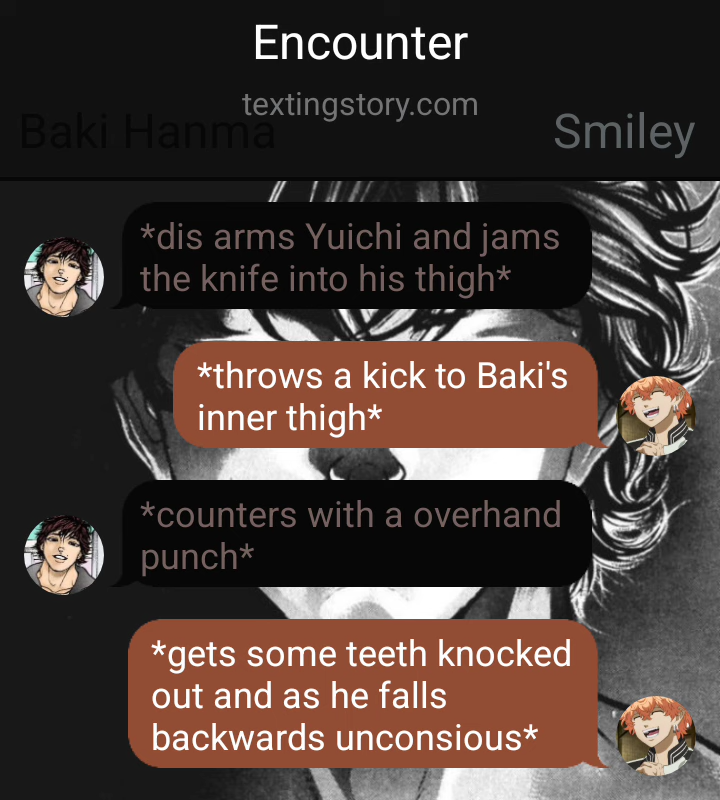 Encounter
textingstory.com
Baki Hanma
Smiley
*dis arms Yuichi and jams
the knife into his thigh*
*throws a kick to Baki's
inner thigh*
*counters with a overhand
punch*
*gets some teeth knocked
out and as he falls
backwards unconsious*